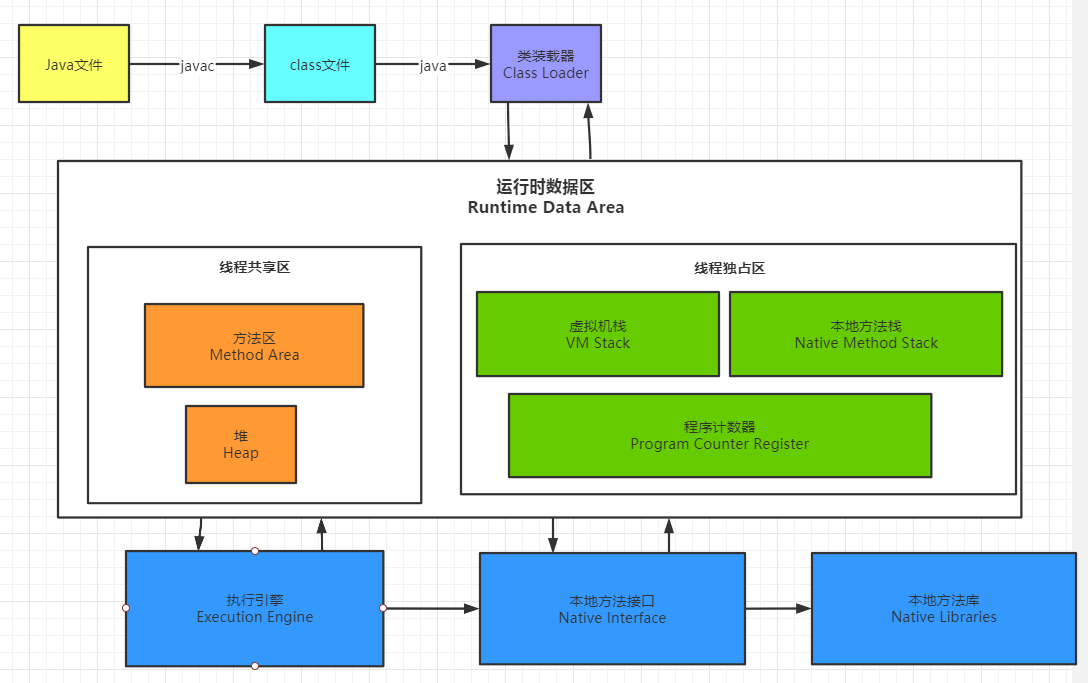 Java文件
javac
class文件
java
类装载器
Class Loader
运行时数据区
Runtime Data Area
线程共享区
方法区
Method Area
堆
Heap
线程独占区
虚拟机栈
VM Stack
本地方法栈
Native Method Stack
程序计数器
Program Counter Register
执行引擎
Execution Engine
本地方法接口
Native Interface
本地方法库
Native Libraries